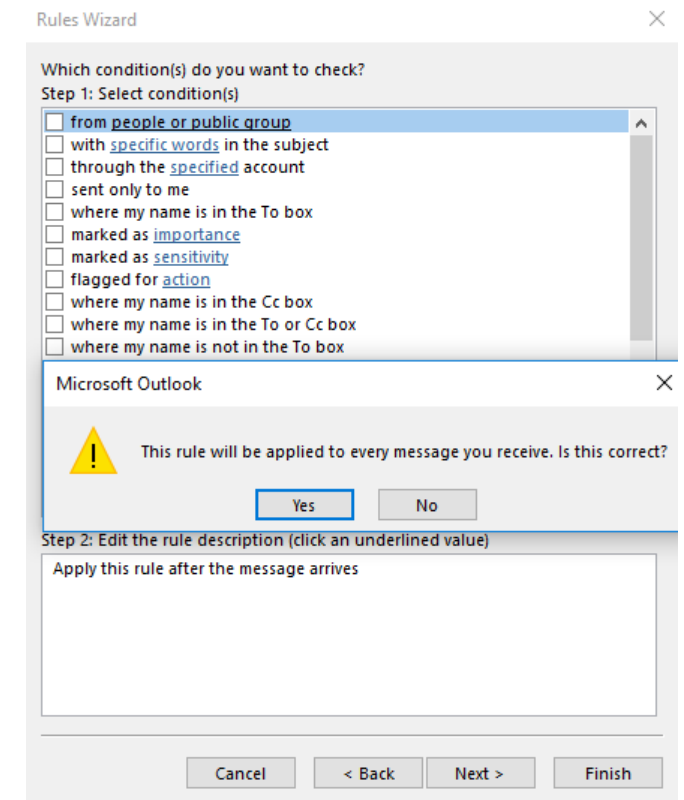 Rules Wizard
Which condition(s) do you want to check?
Step 1: Select condition(s)
from people or public group
with specific words in the subject
through the specified account
sent only to me
where my name is in the To box
marked as importance
marked as sensitivity
flagged for action
where my name is in the Cc box
where my name is in the To or Cc box
where my name is not in the To box
Microsoft Outlook
This rule will be applied to every message you receive. Is this correct?
Yes No
Step 2: Edit the rule description (click an underlined value)
Apply this rule after the message arrives
Cancel < Back Next > Finish